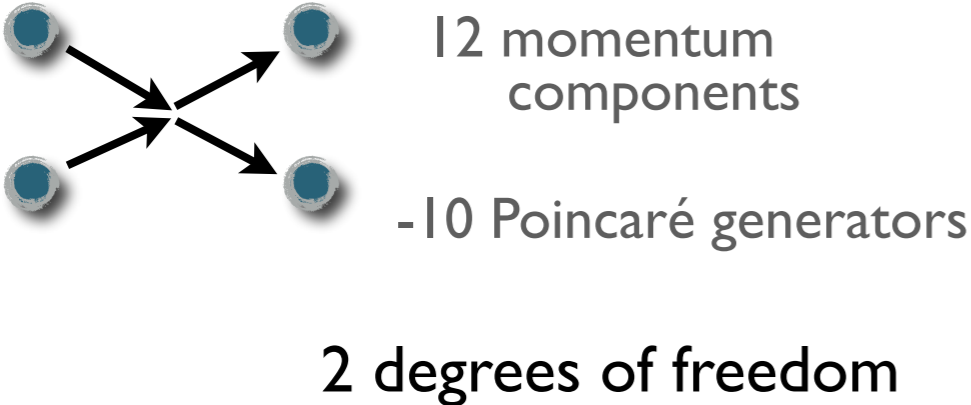 12 momentum
components
-10 Poincaré generators
2 degrees of freedom